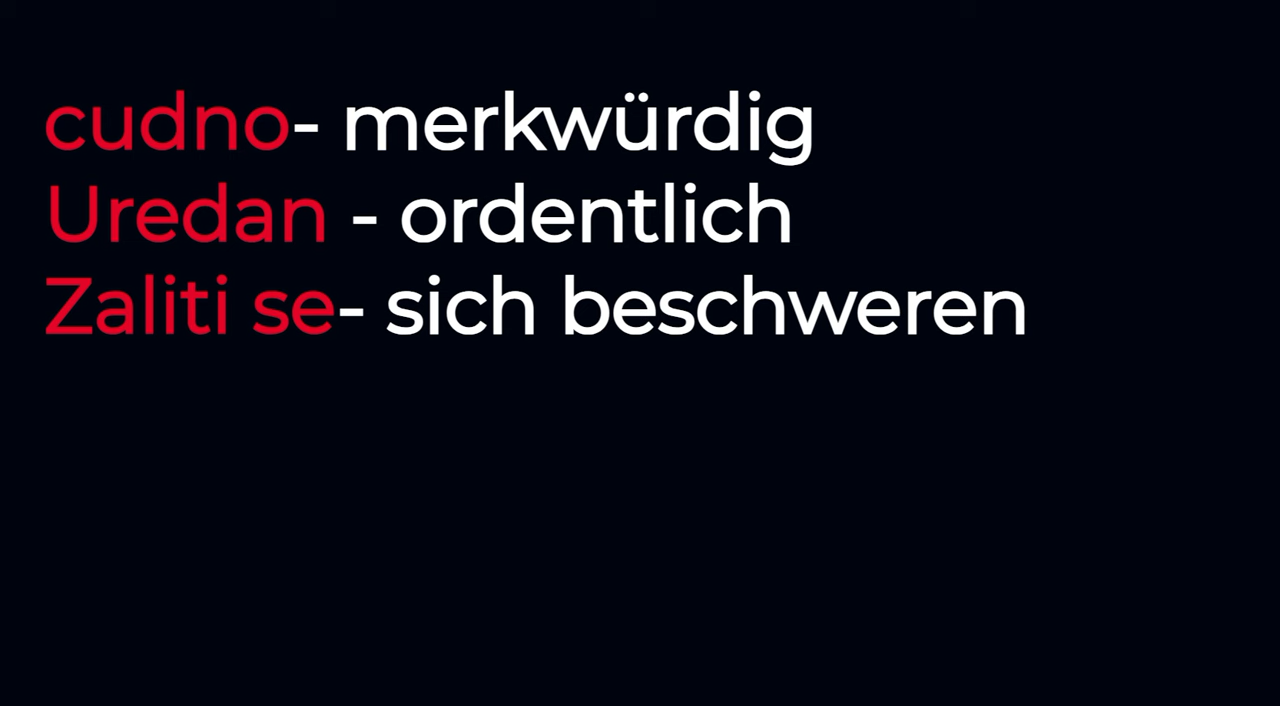 cudno- merkwürdig
Uredan - ordentlich
Zaliti se- sich beschweren